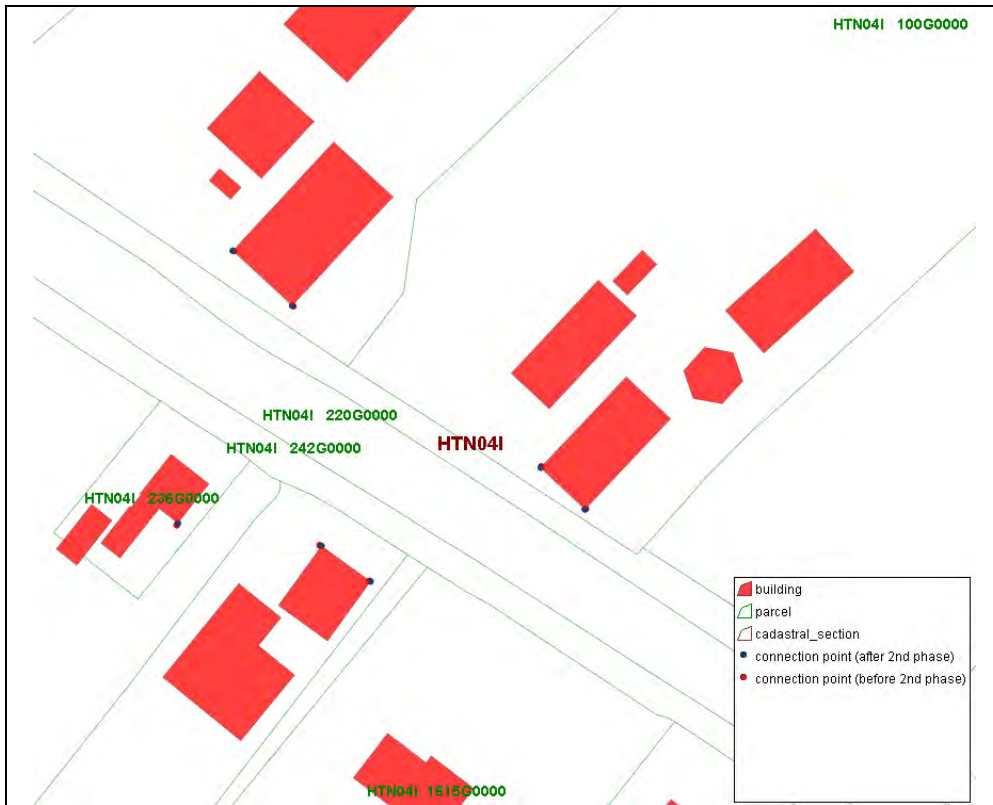 HTN04I 100G0000
HTN04I 220G0000
HTN04I
HTN04I 242G0000
HTN04I 236G0000
building
parcel
cadastral_section
connection point (after 2nd phase)
connection point (before 2nd phase)
HTN04I 1615G0000